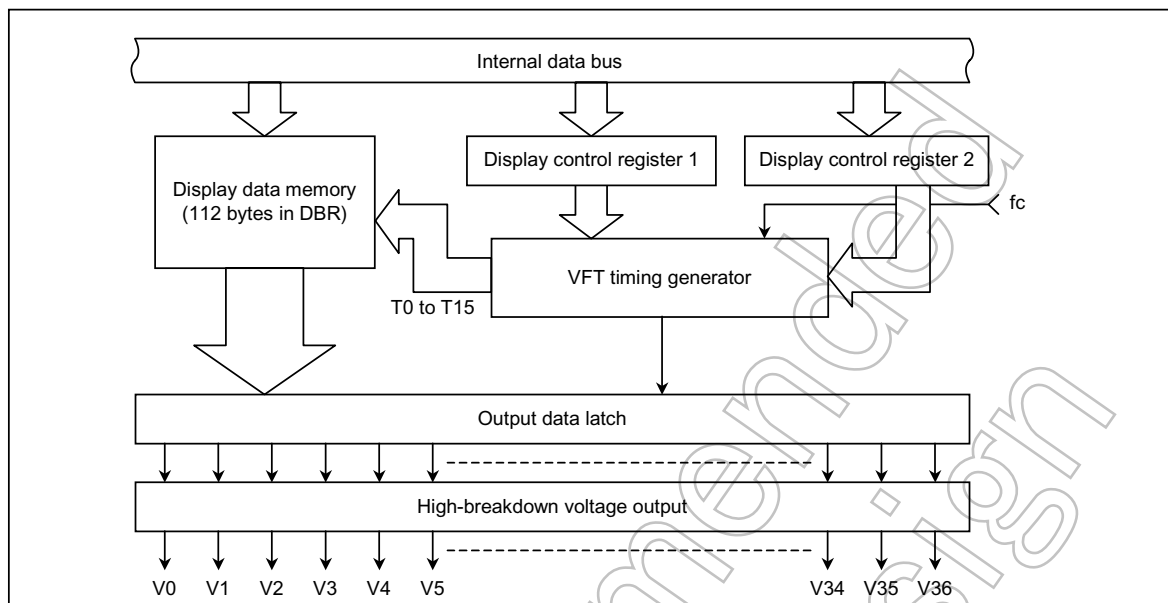 Internal data bus
Display data memory
(112 bytes in DBR)
Display control register 1
Display control register 2
fc
VFT timing generator
T0 to T15
Output data latch
High-breakdown voltage output
V0 V1 V2 V3 V4 V5 V34 V35 V36
mended
sign